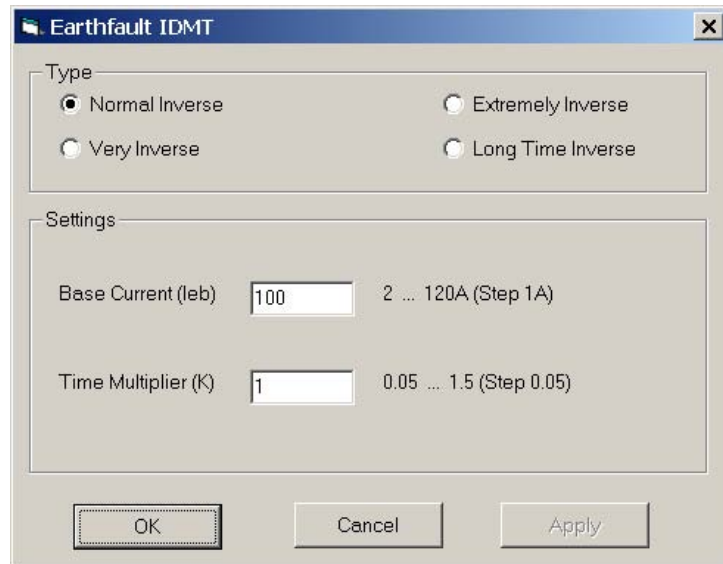 Earthfault IDMT
Type
Normal Inverse
Extremely Inverse
Very Inverse
Long Time Inverse
Settings
Base Current (Ieb) 100 2 ... 120A (Step 1A)
Time Multiplier (K) 1 0.05 ... 1.5 (Step 0.05)
OK Cancel Apply